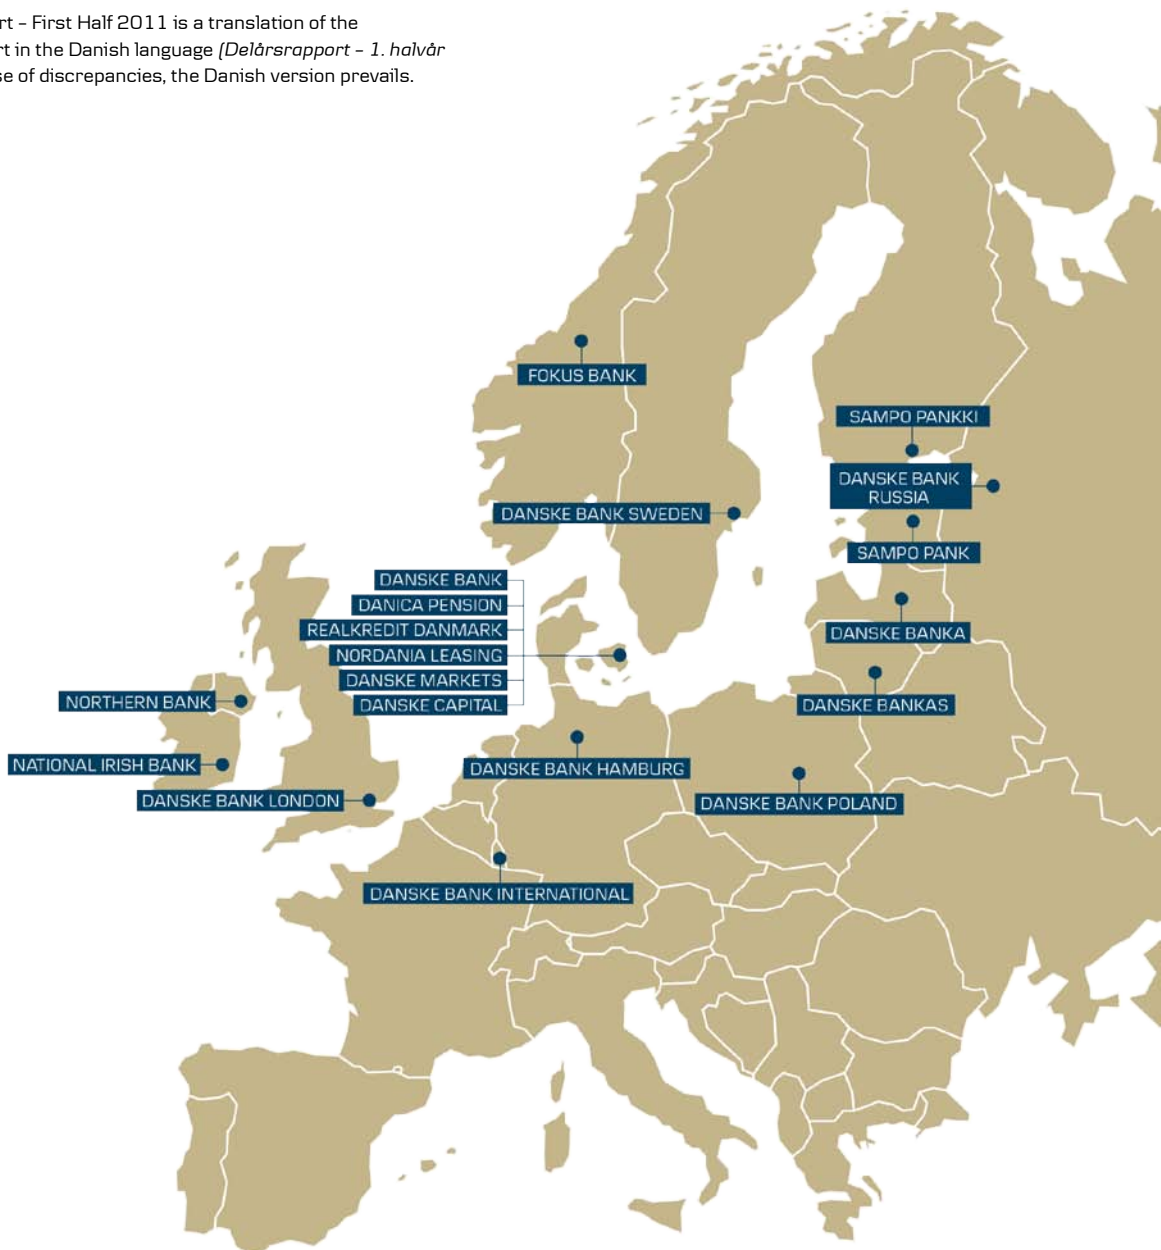 rt – First Half 2011 is a translation of the
rt in the Danish language (Delårsrapport – 1. halvår
se of discrepancies, the Danish version prevails.
FOKUS BANK
SAMPO PANKKI
DANSKE BANK
RUSSIA
DANSKE BANK SWEDEN
SAMPO PANK
DANSKE BANK
DANICA PENSION
REALKREDIT DANMARK
NORDANIA LEASING
DANSKE MARKETS
DANSKE CAPITAL
DANSKE BANKA
DANSKE BANKAS
NORTHERN BANK
NATIONAL IRISH BANK
DANSKE BANK LONDON
DANSKE BANK HAMBURG
DANSKE BANK POLAND
DANSKE BANK INTERNATIONAL